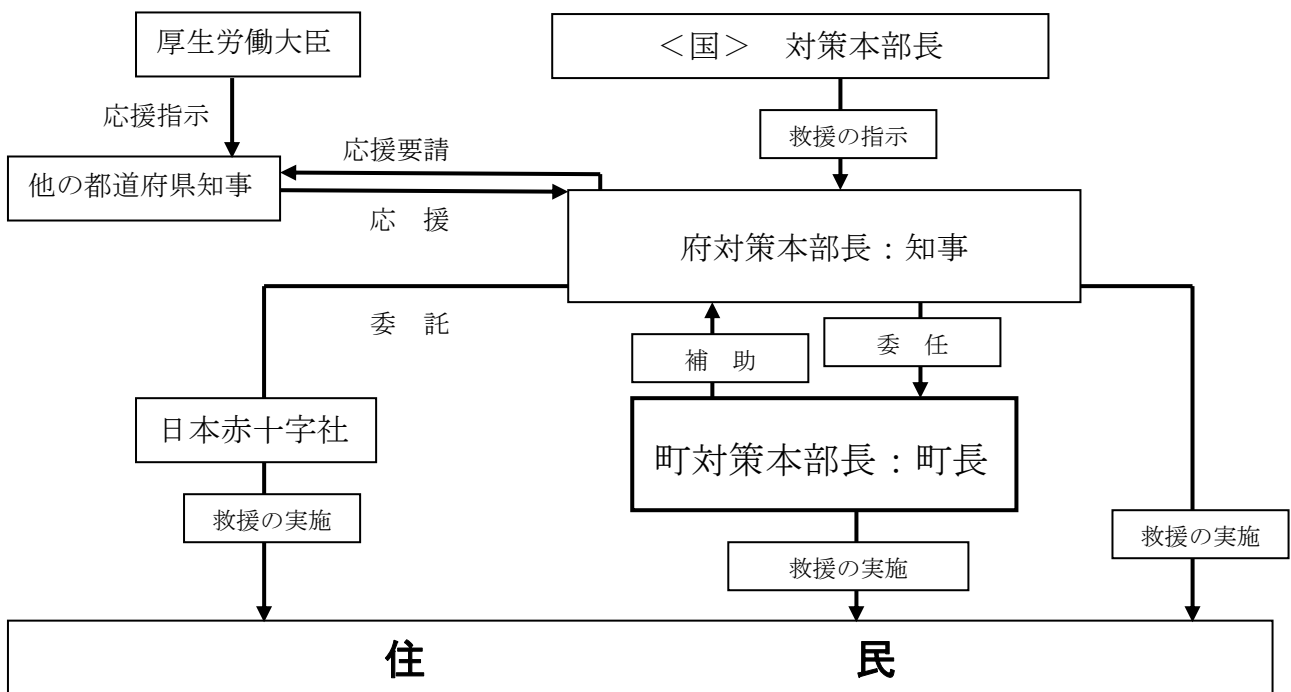 厚生労働大臣
＜国＞　対策本部長
応援指示
救援の指示
応援要請
他の都道府県知事
応　援
府対策本部長：知事
委　託
補　助
委　任
日本赤十字社
町対策本部長：町長
救援の実施
救援の実施
救援の実施
住　民